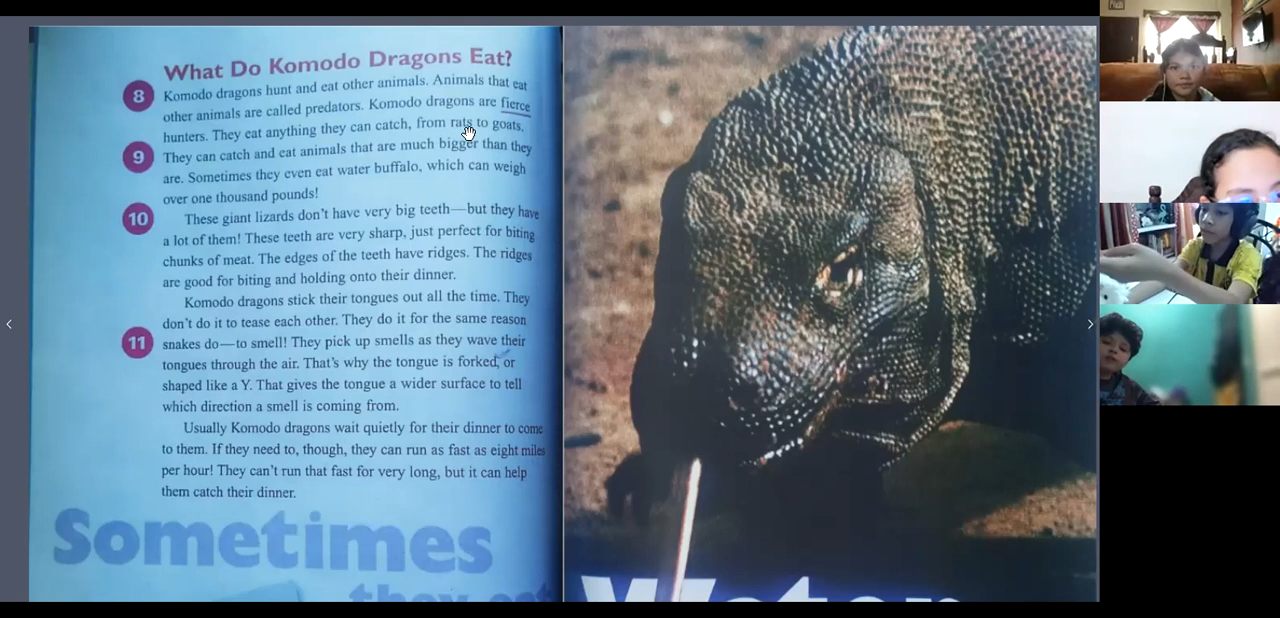 What Do Komodo Dragons Eat?
8
Komodo dragons hunt and eat other animals. Animals that eat
other animals are called predators. Komodo dragons are fierce
hunters. They eat anything they can catch, from rats to goats.
9
They can catch and eat animals that are much bigger than they
are. Sometimes they even eat water buffalo, which can weigh
over one thousand pounds!
10
These giant lizards don't have very big teeth—but they have
a lot of them! These teeth are very sharp, just perfect for biting
chunks of meat. The edges of the teeth have ridges. The ridges
are good for biting and holding onto their dinner.
Komodo dragons stick their tongues out all the time. They
don't do it to tease each other. They do it for the same reason
11
snakes do—to smell! They pick up smells as they wave their
tongues through the air. That's why the tongue is forked, or
shaped like a Y. That gives the tongue a wider surface to tell
which direction a smell is coming from.
Usually Komodo dragons wait quietly for their dinner to come
to them. If they need to, though, they can run as fast as eight miles
per hour! They can't run that fast for very long, but it can help
them catch their dinner.
Sometimes
they eat
Water